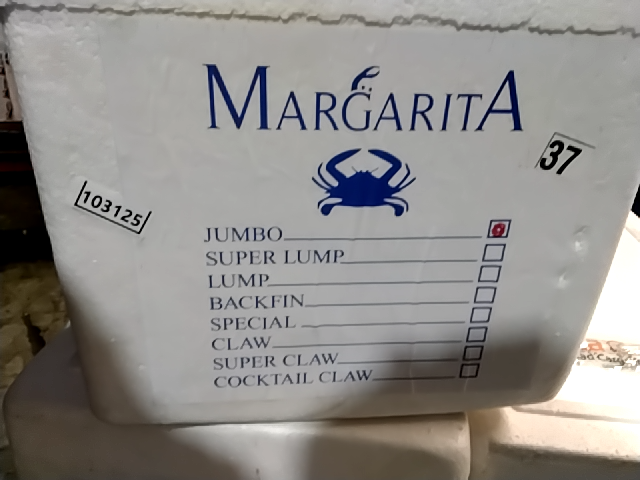 MARGARITA
37
103125
JUMBO
SUPER LUMP
LUMP
BACKFIN
SPECIAL
CLAW
SUPER CLAW
COCKTAIL CLAW